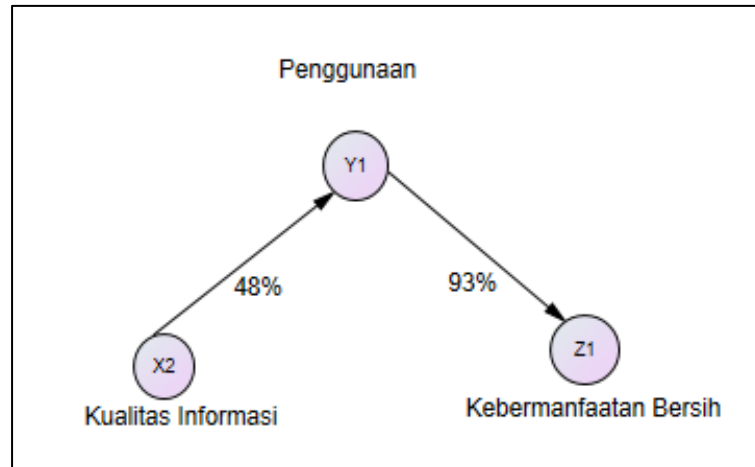 Penggunaan
Y1
48%
93%
X2
Z1
Kualitas Informasi
Kebermanfaatan Bersih